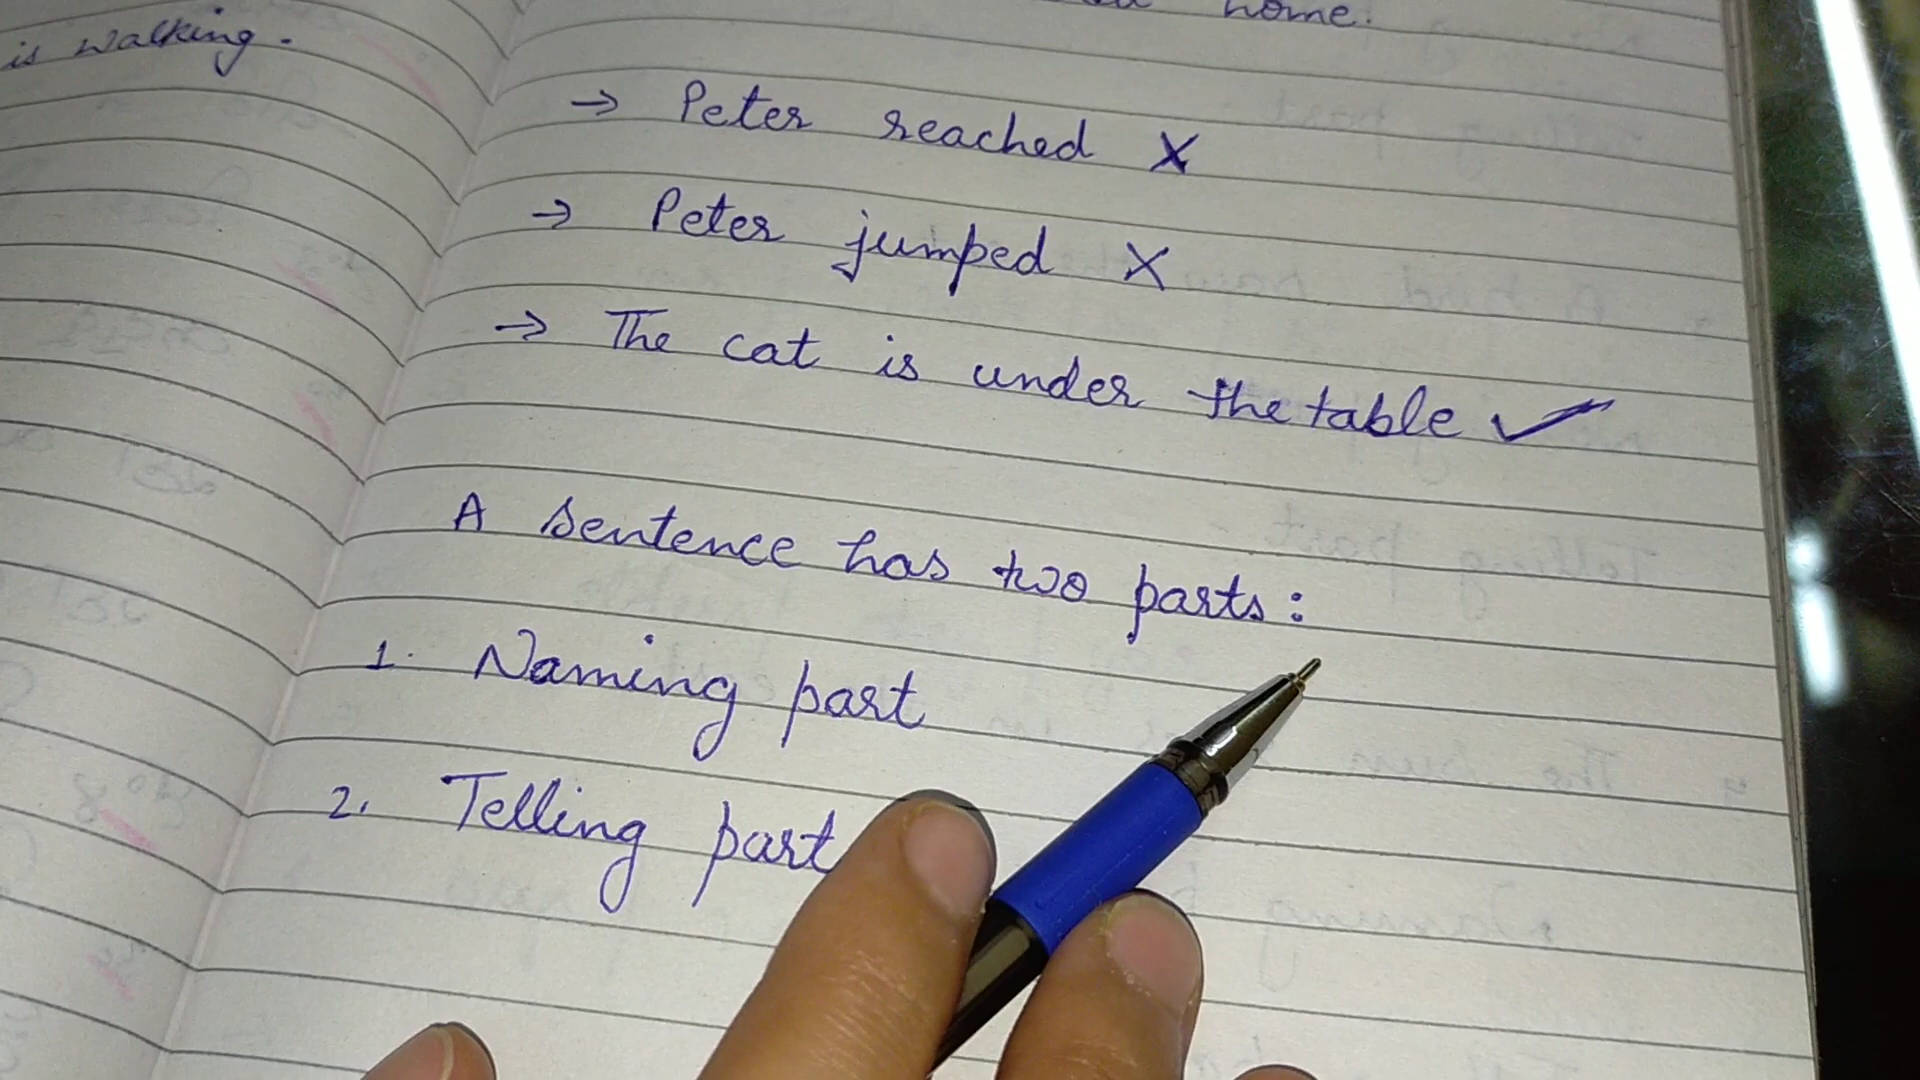 is walking.
home.
→ Peter reached X
→ Peter jumped X
→ The cat is under the table ✓
A sentence has two parts:
1. Naming part
2. Telling part